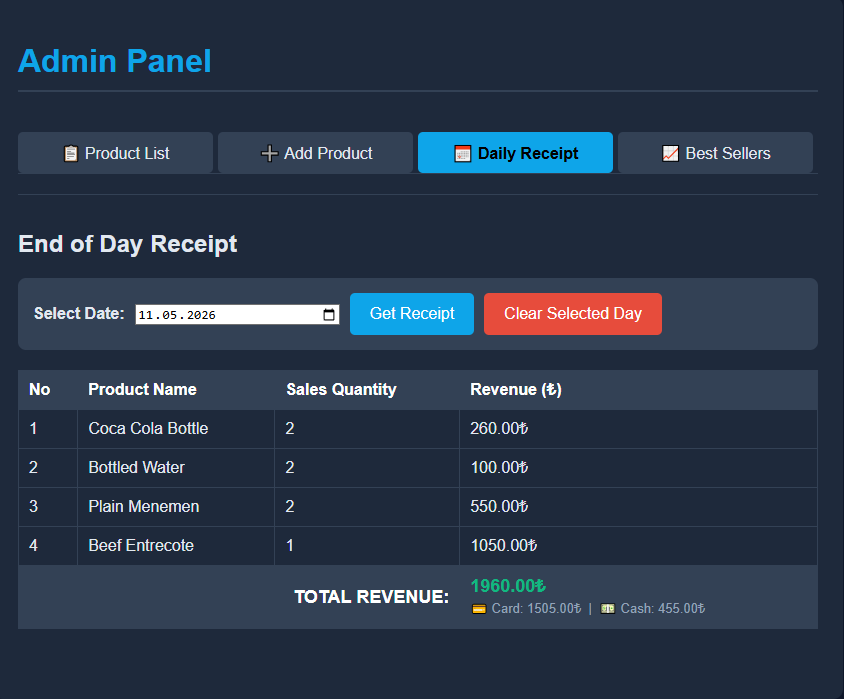 Admin Panel
📋 Product List ➕ Add Product 📅 Daily Receipt 📈 Best Sellers
End of Day Receipt
Select Date: 11.05.2026 Get Receipt Clear Selected Day
No Product Name Sales Quantity Revenue (₺)
1 Coca Cola Bottle 2 260.00₺
2 Bottled Water 2 100.00₺
3 Plain Menemen 2 550.00₺
4 Beef Entrecote 1 1050.00₺
TOTAL REVENUE: 1960.00₺
💳 Card: 1505.00₺ | 💵 Cash: 455.00₺